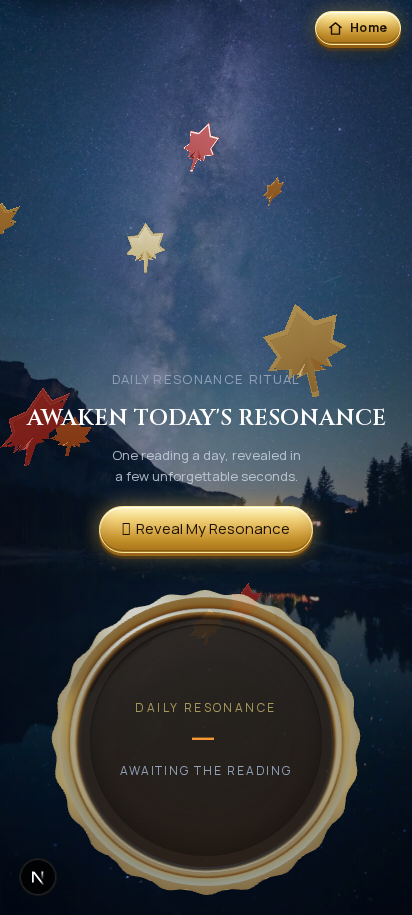 Home
DAILY RESONANCE RITUAL
AWAKEN TODAY'S RESONANCE
One reading a day, revealed in
a few unforgettable seconds.
Reveal My Resonance
DAILY RESONANCE
AWAITING THE READING
N